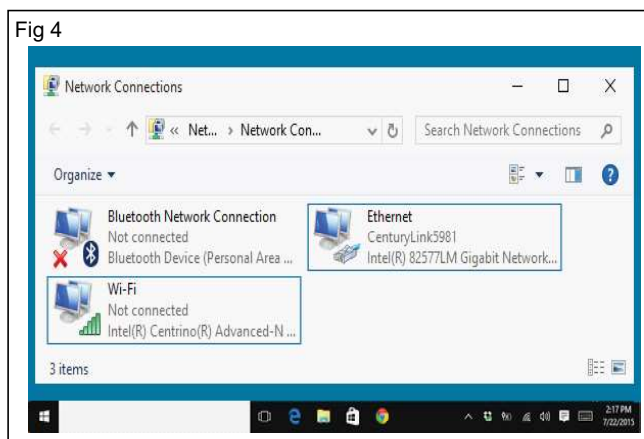 Fig 4
Network Connections
« Net... › Network Con...
Search Network Connections
Organize
Bluetooth Network Connection
Not connected
Bluetooth Device (Personal Area ...
Ethernet
CenturyLink5981
Intel(R) 82577LM Gigabit Network...
Wi-Fi
Not connected
Intel(R) Centrino(R) Advanced-N ...
3 items
2:17 PM
7/22/2015